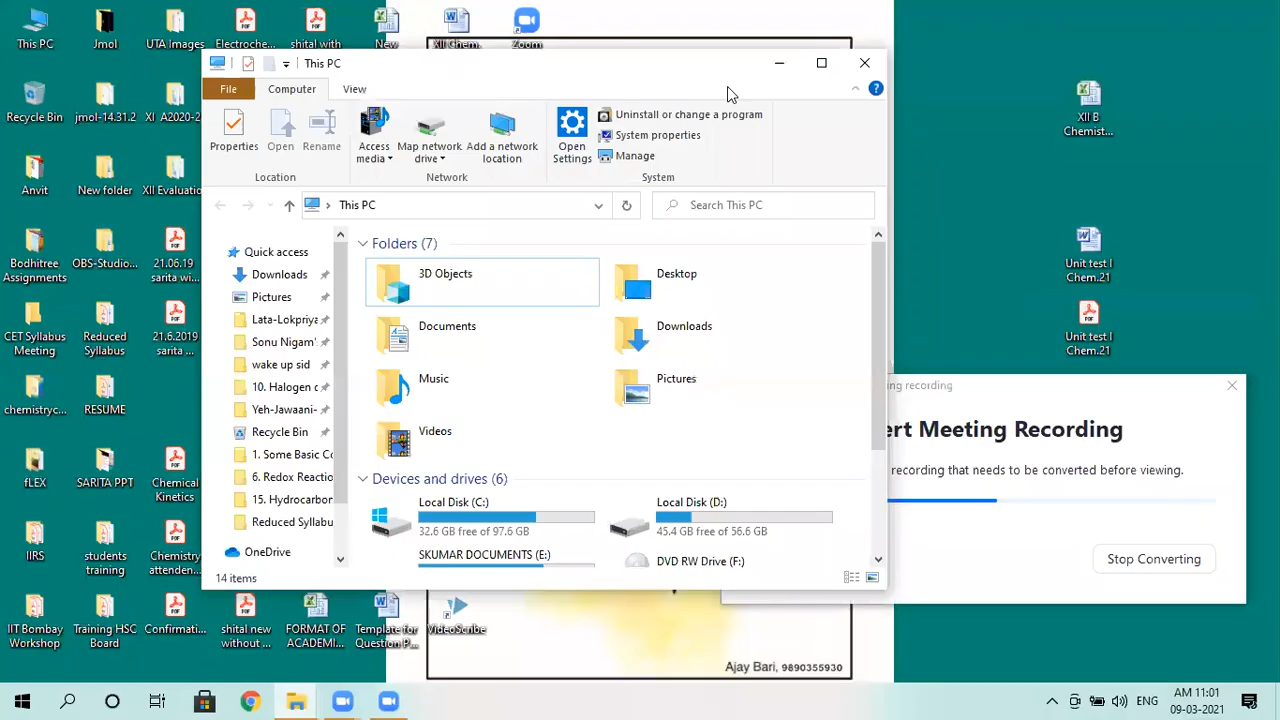 This PC
Jmol
UTA Images
Electroche...
shital with
New
XII Chem.
Zoom
Recycle Bin
jmol-14.31.2
XI_A2020-2
Anvit
New folder
XII Evaluation
Bodhitree
Assignments
OBS-Studio...
21.06.19
sarita wi...
CET Syllabus
Meeting
Reduced
Syllabus
21.6.2019
sarita ...
chemistryc...
RESUME
fLEX
SARITA PPT
Chemical
Kinetics
IIRS
students
training
Chemistry
attenden...
IIT Bombay
Workshop
Training HSC
Board
Confirmati...
shital new
without ...
FORMAT OF
ACADEMI...
Template for
Question P...
VideoScribe
This PC
File
Computer
View
Properties
Open
Rename
Location
Access
media
Map network
drive
Add a network
location
Network
Open
Settings
Uninstall or change a program
System properties
Manage
System
This PC
Search This PC
Quick access
Downloads
Pictures
Lata-Lokpriya
Sonu Nigam'
wake up sid
10. Halogen
Yeh-Jawaani-
Recycle Bin
1. Some Basic Co
6. Redox Reactio
15. Hydrocarbon
Reduced Syllabu
OneDrive
Folders (7)
3D Objects
Desktop
Documents
Downloads
Music
Pictures
Videos
Devices and drives (6)
Local Disk (C:)
32.6 GB free of 97.6 GB
Local Disk (D:)
45.4 GB free of 56.6 GB
SKUMAR DOCUMENTS (E:)
DVD RW Drive (F:)
14 items
XII B
Chemist...
Unit test I
Chem.21
Unit test I
Chem.21
ng recording
ert Meeting Recording
recording that needs to be converted before viewing.
Stop Converting
Ajay Bari, 9890355930
ENG
AM 11:01
09-03-2021